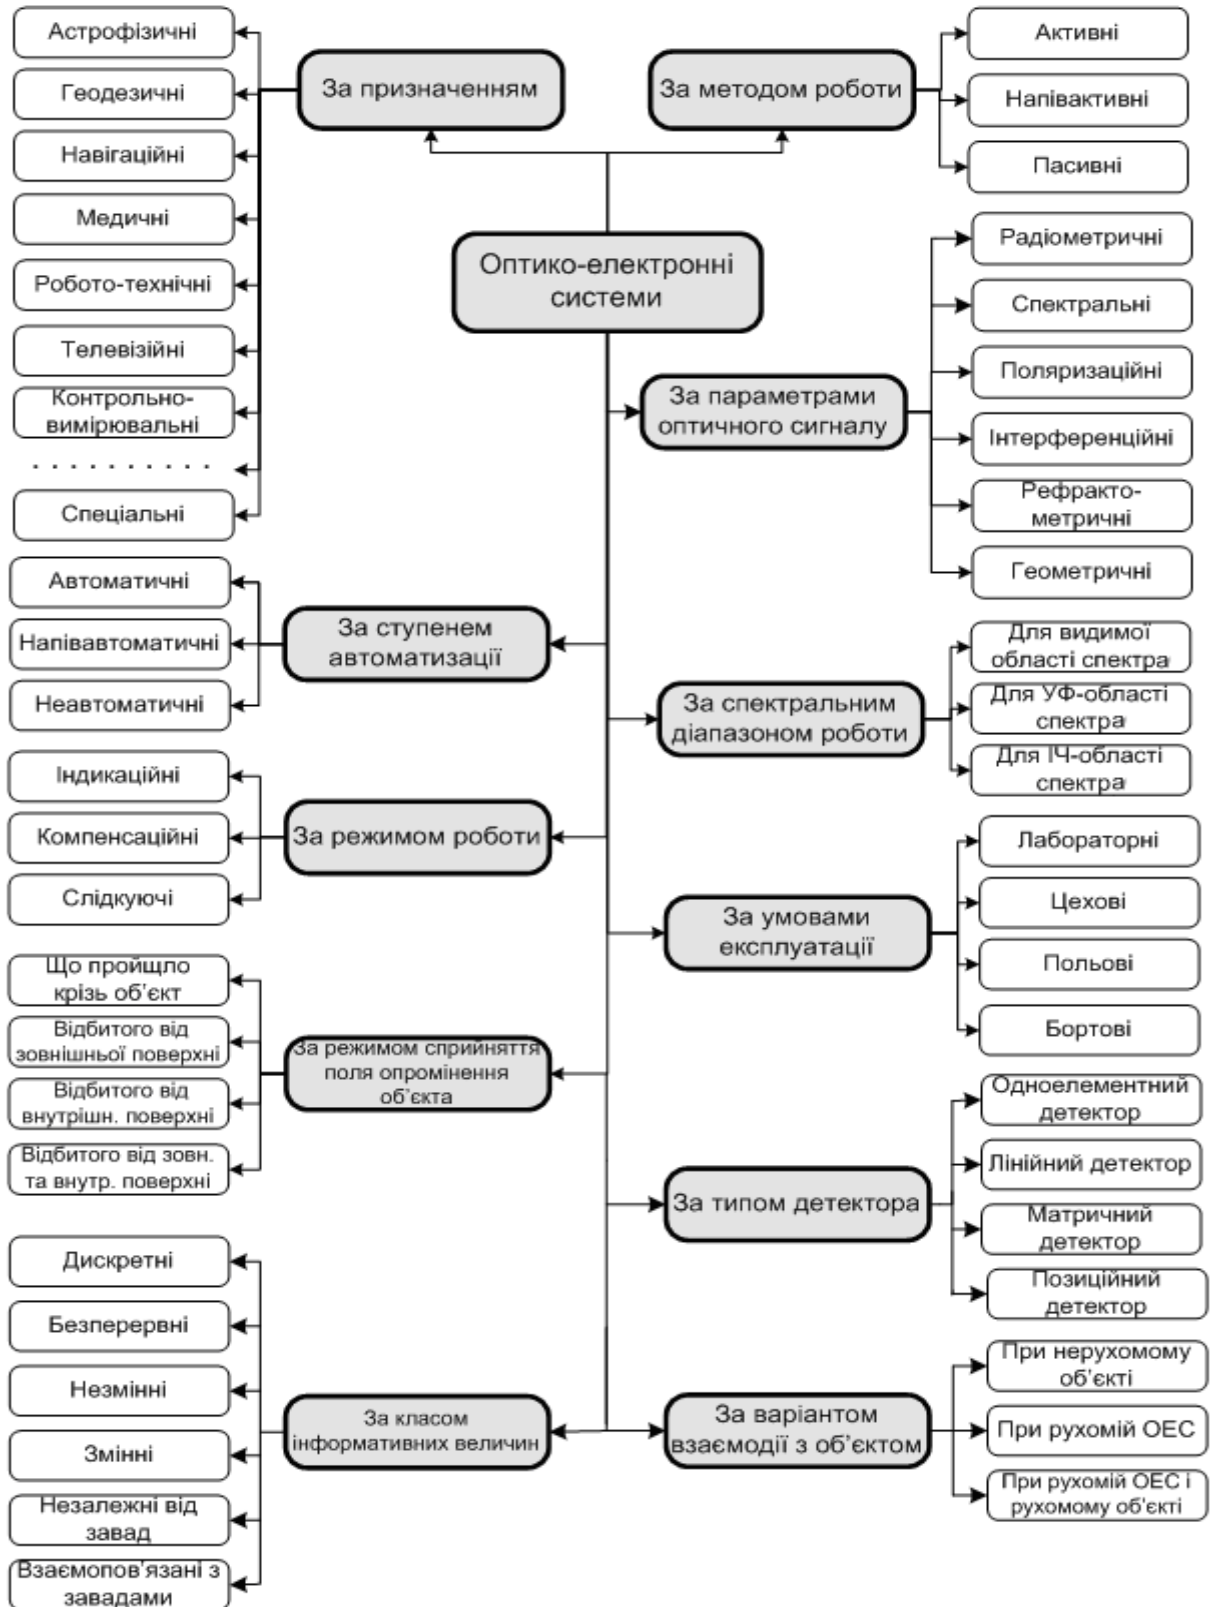 Астрофізичні
Геодезичні
Навігаційні
Медичні
Робото-технічні
Телевізійні
Контрольно-
вимірювальні
. . . . . . . . . .
Спеціальні
За призначенням
За методом роботи
Активні
Напівактивні
Пасивні
Оптико-електронні
системи
За параметрами
оптичного сигналу
Радіометричні
Спектральні
Поляризаційні
Інтерференційні
Рефракто-
метричні
Геометричні
Автоматичні
Напівавтоматичні
Неавтоматичні
За ступенем
автоматизації
За спектральним
діапазоном роботи
Для видимої
області спектра
Для УФ-області
спектра
Для ІЧ-області
спектра
Індикаційні
Компенсаційні
Слідкуючі
За режимом роботи
За умовами
експлуатації
Лабораторні
Цехові
Польові
Бортові
Що пройщло
крізь об'єкт
Відбитого від
зовнішньої поверхні
Відбитого від
внутрішн. поверхні
Відбитого від зовн.
та внутр. поверхні
За режимом сприйняття
поля опромінення
об'єкта
За типом детектора
Одноелементний
детектор
Лінійний детектор
Матричний
детектор
Позиційний
детектор
Дискретні
Безперервні
Незмінні
Змінні
Незалежні від
завад
Взаємопов'язані з
завадами
За класом
інформативних величин
За варіантом
взаємодії з об'єктом
При нерухомому
об'єкті
При рухомій ОЕС
При рухомій ОЕС і
рухомому об'єкті